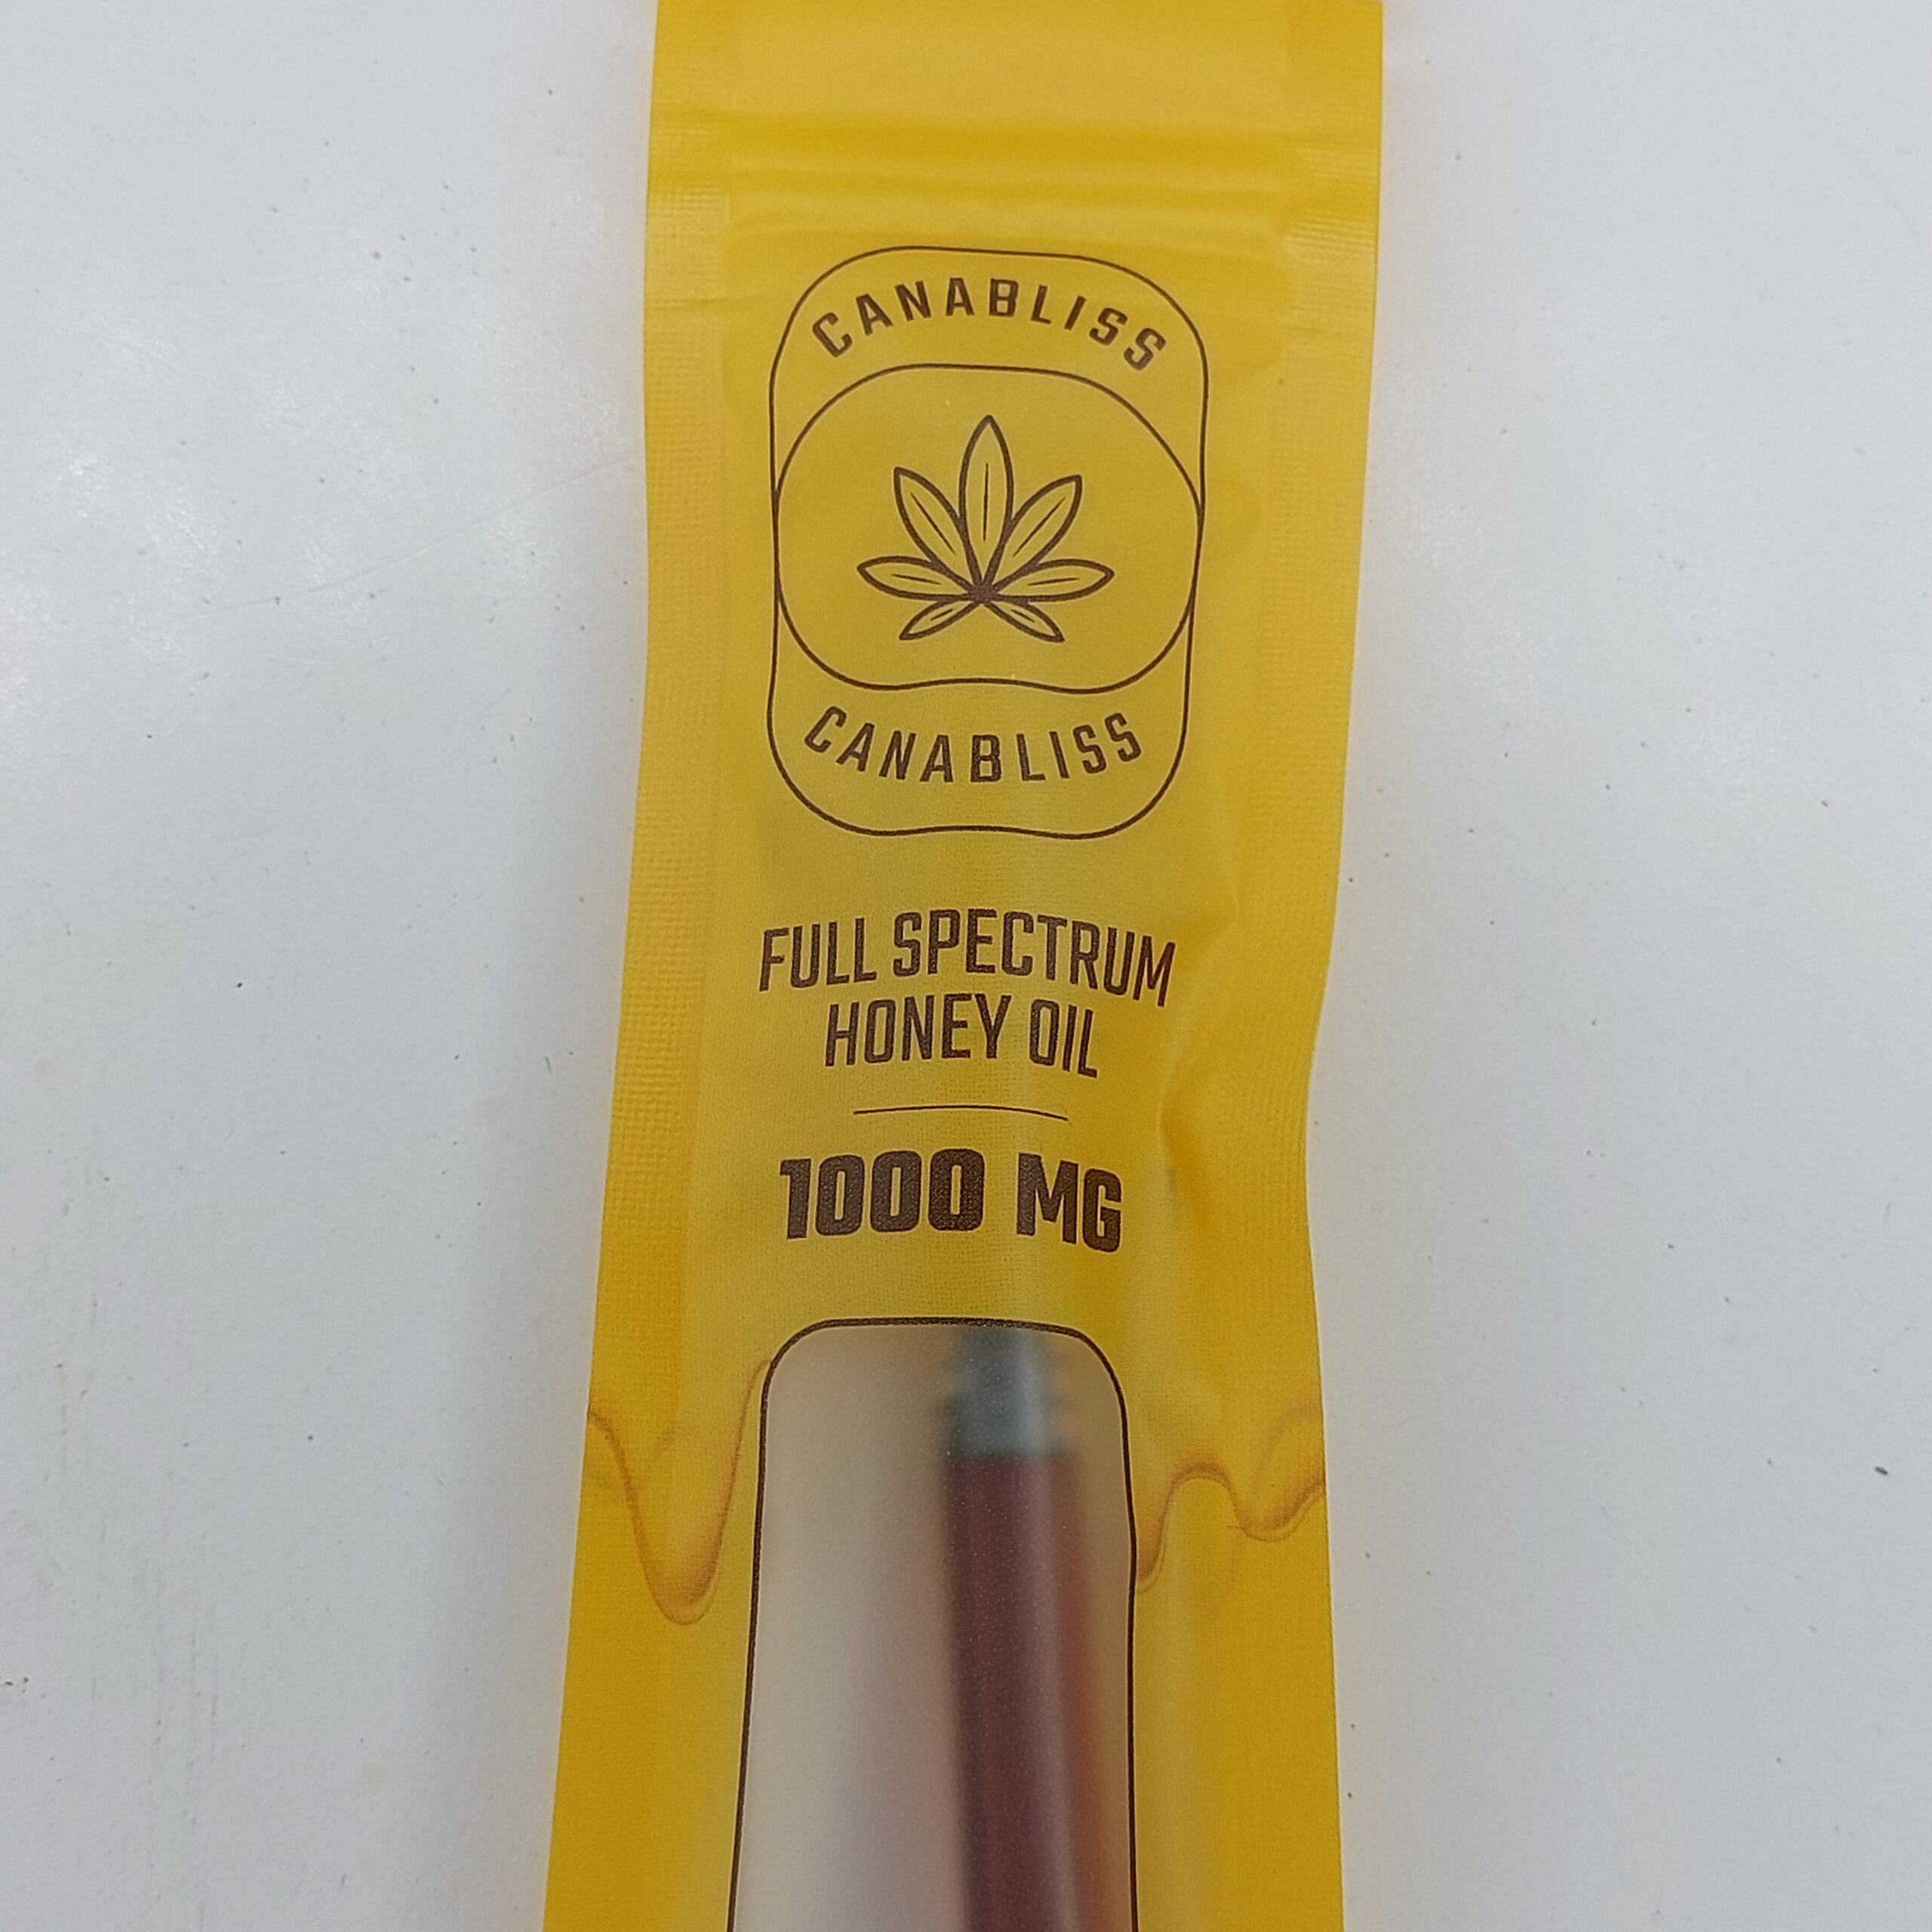 CANABLISS
CANABLISS
FULL SPECTRUM
HONEY OIL
1000 MG